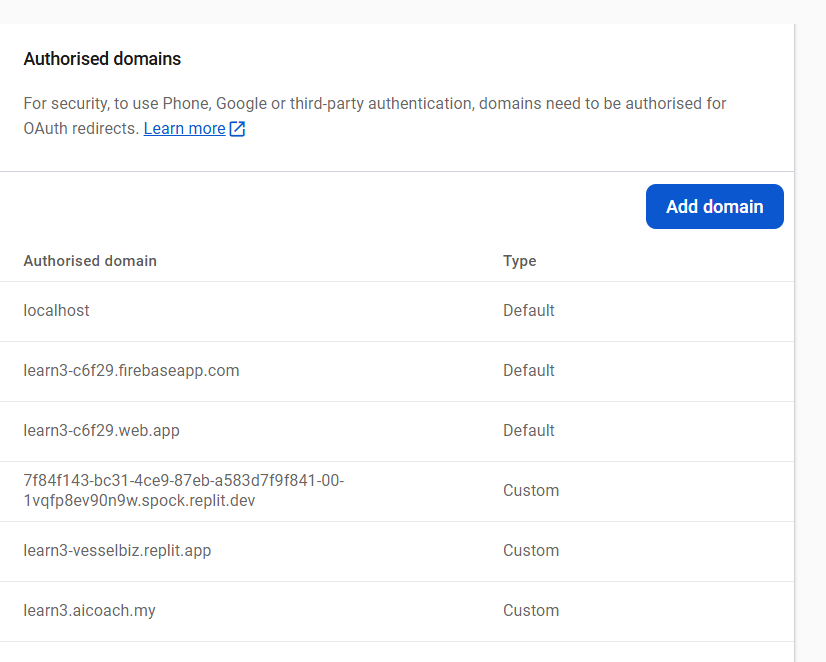 Authorised domains
For security, to use Phone, Google or third-party authentication, domains need to be authorised for
OAuth redirects. Learn more
Add domain
Authorised domain Type
localhost Default
learn3-c6f29.firebaseapp.com Default
learn3-c6f29.web.app Default
7f84f143-bc31-4ce9-87eb-a583d7f9f841-00-
1vqfp8ev90n9w.spock.replit.dev Custom
learn3-vesselbiz.replit.app Custom
learn3.aicoach.my Custom